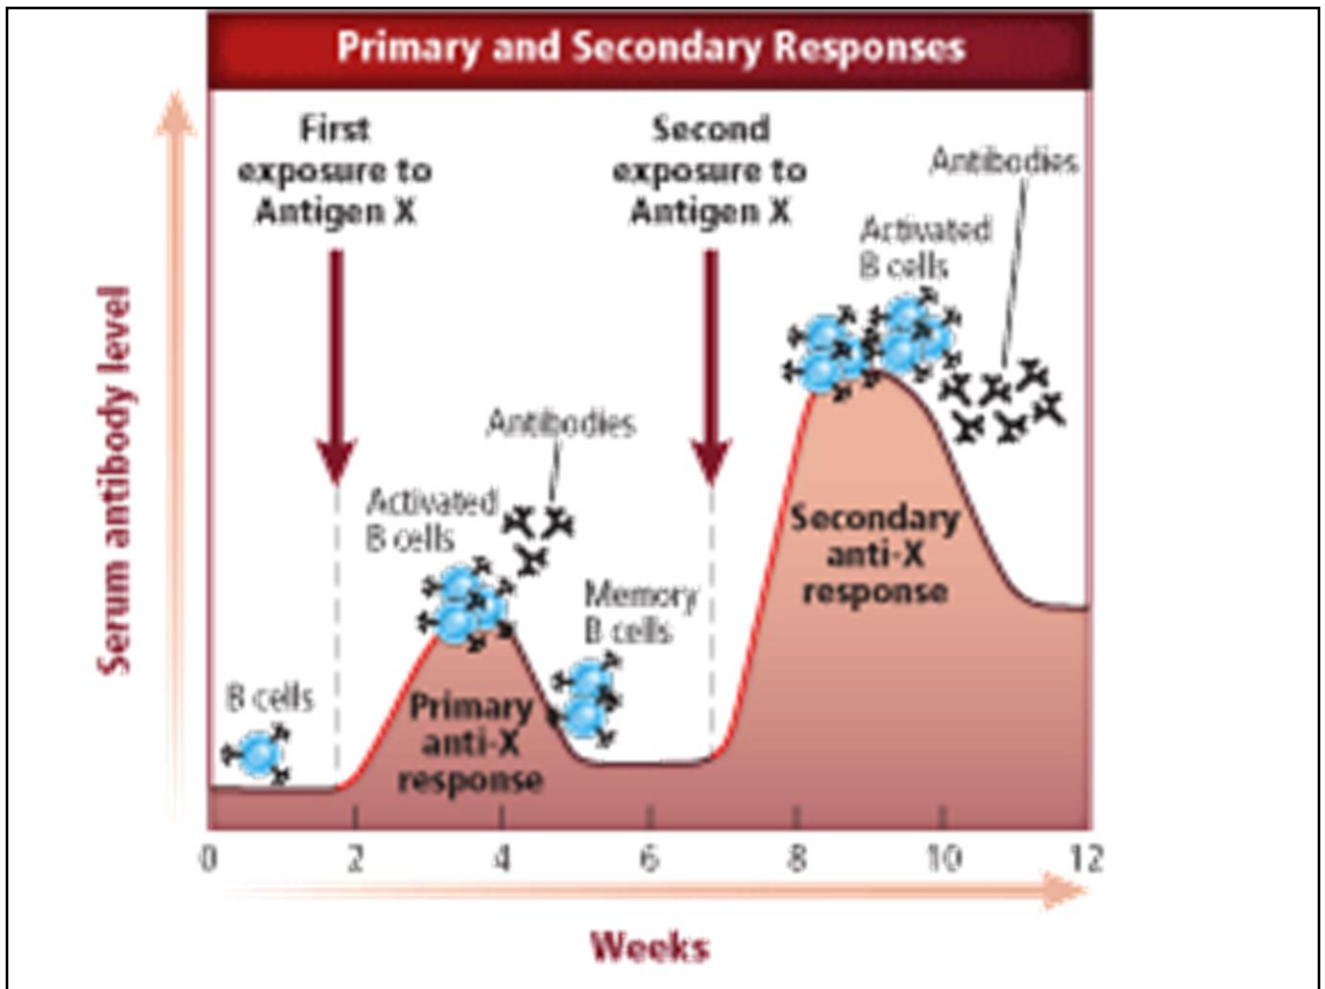 Primary and Secondary Responses
First
exposure to
Antigen X
Second
exposure to
Antigen X
Antibodies
Activated
B cells
Antibodies
Activated
B cells
Memory
B cells
B cells
Primary
anti-X
response
Secondary
anti-X
response
Serum antibody level
0 2 4 6 8 10 12
Weeks